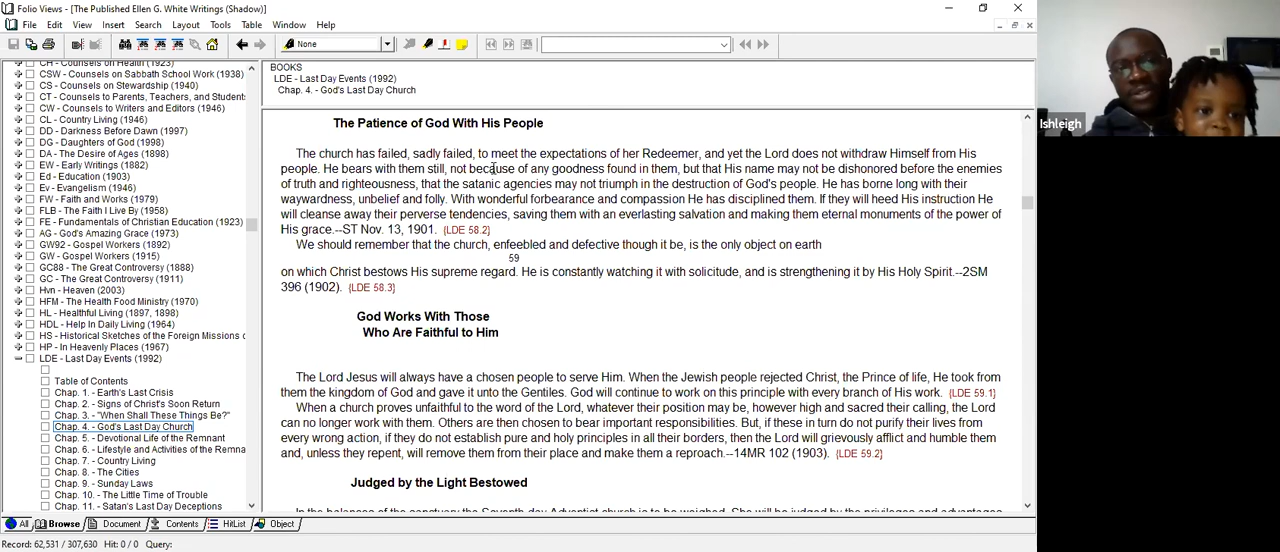 Folio Views - [The Published Ellen G. White Writings (Shadow)]
File Edit View Insert Search Layout Tools Table Window Help
None
CH - Counsels on Health (1923)
CSW - Counsels on Sabbath School Work (1938)
CS - Counsels on Stewardship (1940)
CT - Counsels to Parents, Teachers, and Students
CW - Counsels to Writers and Editors (1946)
CL - Country Living (1946)
DD - Darkness Before Dawn (1997)
DG - Daughters of God (1998)
DA - The Desire of Ages (1898)
EW - Early Writings (1882)
Ed - Education (1903)
Ev - Evangelism (1946)
FW - Faith and Works (1979)
FLB - The Faith I Live By (1958)
FE - Fundamentals of Christian Education (1923)
AG - God's Amazing Grace (1973)
GW92 - Gospel Workers (1892)
GW - Gospel Workers (1915)
GC88 - The Great Controversy (1888)
GC - The Great Controversy (1911)
Hvn - Heaven (2003)
HFM - The Health Food Ministry (1970)
HL - Healthful Living (1897, 1898)
HDL - Help In Daily Living (1964)
HS - Historical Sketches of the Foreign Missions o
HP - In Heavenly Places (1967)
LDE - Last Day Events (1992)
Table of Contents
Chap. 1. - Earth's Last Crisis
Chap. 2. - Signs of Christ's Soon Return
Chap. 3. - "When Shall These Things Be?"
Chap. 4. - God's Last Day Church
Chap. 5. - Devotional Life of the Remnant
Chap. 6. - Lifestyle and Activities of the Remna
Chap. 7. - Country Living
Chap. 8. - The Cities
Chap. 9. - Sunday Laws
Chap. 10. - The Little Time of Trouble
Chap. 11. - Satan's Last Day Deceptions
BOOKS
LDE - Last Day Events (1992)
Chap. 4. - God's Last Day Church
The Patience of God With His People
The church has failed, sadly failed, to meet the expectations of her Redeemer, and yet the Lord does not withdraw Himself from His
people. He bears with them still, not because of any goodness found in them, but that His name may not be dishonored before the enemies
of truth and righteousness, that the satanic agencies may not triumph in the destruction of God's people. He has borne long with their
waywardness, unbelief and folly. With wonderful forbearance and compassion He has disciplined them. If they will heed His instruction He
will cleanse away their perverse tendencies, saving them with an everlasting salvation and making them eternal monuments of the power of
His grace.--ST Nov. 13, 1901. {LDE 58.2}
We should remember that the church, enfeebled and defective though it be, is the only object on earth
59
on which Christ bestows His supreme regard. He is constantly watching it with solicitude, and is strengthening it by His Holy Spirit.--2SM
396 (1902). {LDE 58.3}
God Works With Those
Who Are Faithful to Him
The Lord Jesus will always have a chosen people to serve Him. When the Jewish people rejected Christ, the Prince of life, He took from
them the kingdom of God and gave it unto the Gentiles. God will continue to work on this principle with every branch of His work. {LDE 59.1}
When a church proves unfaithful to the word of the Lord, whatever their position may be, however high and sacred their calling, the Lord
can no longer work with them. Others are then chosen to bear important responsibilities. But, if these in turn do not purify their lives from
every wrong action, if they do not establish pure and holy principles in all their borders, then the Lord will grievously afflict and humble them
and, unless they repent, will remove them from their place and make them a reproach.--14MR 102 (1903). {LDE 59.2}
Judged by the Light Bestowed
In the balances of the sanctuary the Seventh-day Adventist church is to be weighed. She will be judged by the privileges and advantages
All Browse Document Contents HitList Object
Record: 62,531 / 307,630 Hit: 0 / 0 Query:
Ishleigh